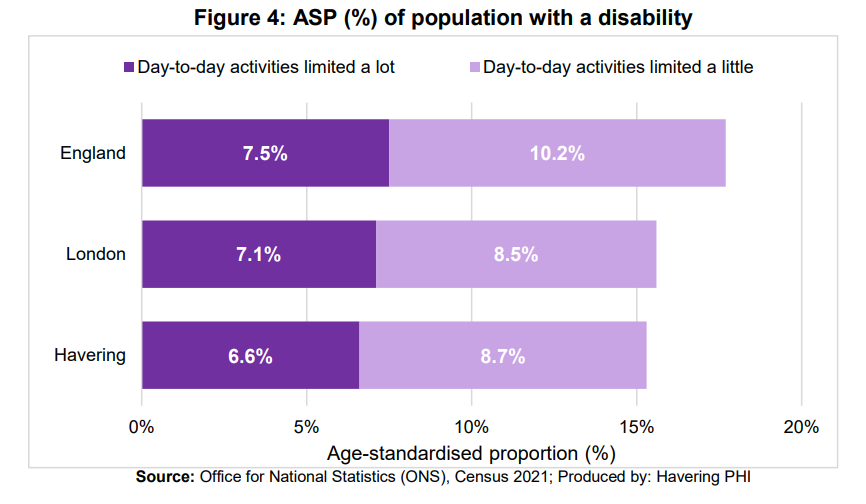 Figure 4: ASP (%) of population with a disability
Day-to-day activities limited a lot
Day-to-day activities limited a little
England
7.5%
10.2%
London
7.1%
8.5%
Havering
6.6%
8.7%
0%
5%
10%
15%
20%
Age-standardised proportion (%)
Source: Office for National Statistics (ONS), Census 2021; Produced by: Havering PHI